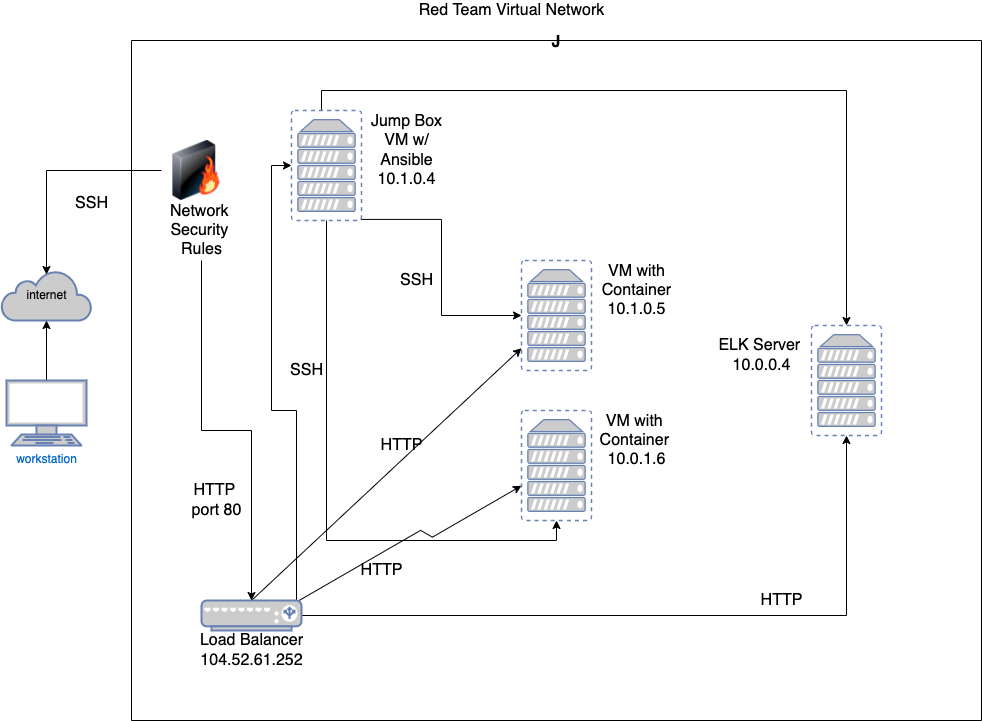 Red Team Virtual Network
J
Jump Box
VM w/
Ansible
10.1.0.4
SSH
Network
Security
Rules
internet
SSH
VM with
Container
10.1.0.5
ELK Server
10.0.0.4
SSH
VM with
Container
10.0.1.6
HTTP
workstation
HTTP
port 80
HTTP
HTTP
Load Balancer
104.52.61.252